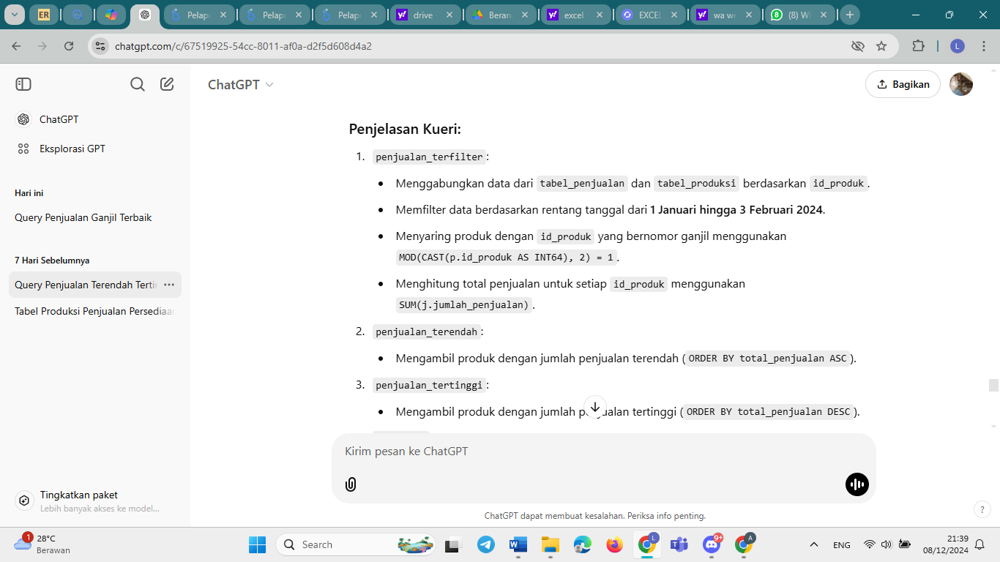 ER
Pelapo
Pelapo
Pelapo
drive
Beran
excel
EXCEL
wa we
(8) W
chatgpt.com/c/67519925-54cc-8011-af0a-d2f5d608d4a2
L
ChatGPT
Bagikan
ChatGPT
Eksplorasi GPT
Hari ini
Query Penjualan Ganjil Terbaik
7 Hari Sebelumnya
Query Penjualan Terendah Tertin
Tabel Produksi Penjualan Persediaan
Penjelasan Kueri:
1. penjualan_terfilter:
• Menggabungkan data dari tabel_penjualan dan tabel_produksi berdasarkan id_produk.
• Memfilter data berdasarkan rentang tanggal dari 1 Januari hingga 3 Februari 2024.
• Menyaring produk dengan id_produk yang bernomor ganjil menggunakan
MOD(CAST(p.id_produk AS INT64), 2) = 1.
• Menghitung total penjualan untuk setiap id_produk menggunakan
SUM(j.jumlah_penjualan).
2. penjualan_terendah:
• Mengambil produk dengan jumlah penjualan terendah (ORDER BY total_penjualan ASC).
3. penjualan_tertinggi:
• Mengambil produk dengan jumlah penjualan tertinggi (ORDER BY total_penjualan DESC).
Kirim pesan ke ChatGPT
Tingkatkan paket
Lebih banyak akses ke model...
ChatGPT dapat membuat kesalahan. Periksa info penting.
?
1
28°C
Berawan
Search
L
9+
A
ENG
21:39
08/12/2024